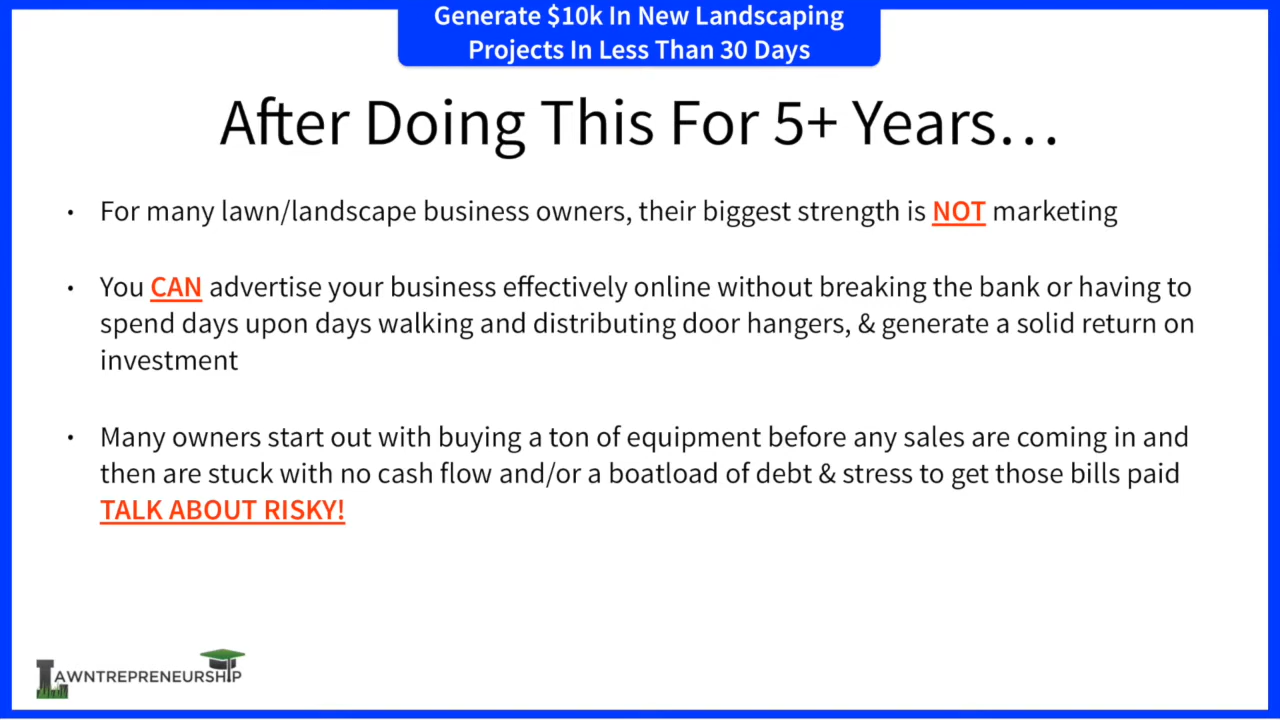 Generate $10k In New Landscaping
Projects In Less Than 30 Days
After Doing This For 5+ Years…
• For many lawn/landscape business owners, their biggest strength is NOT marketing
• You CAN advertise your business effectively online without breaking the bank or having to
spend days upon days walking and distributing door hangers, & generate a solid return on
investment
• Many owners start out with buying a ton of equipment before any sales are coming in and
then are stuck with no cash flow and/or a boatload of debt & stress to get those bills paid
TALK ABOUT RISKY!
LAWNTREPRENEURSHIP